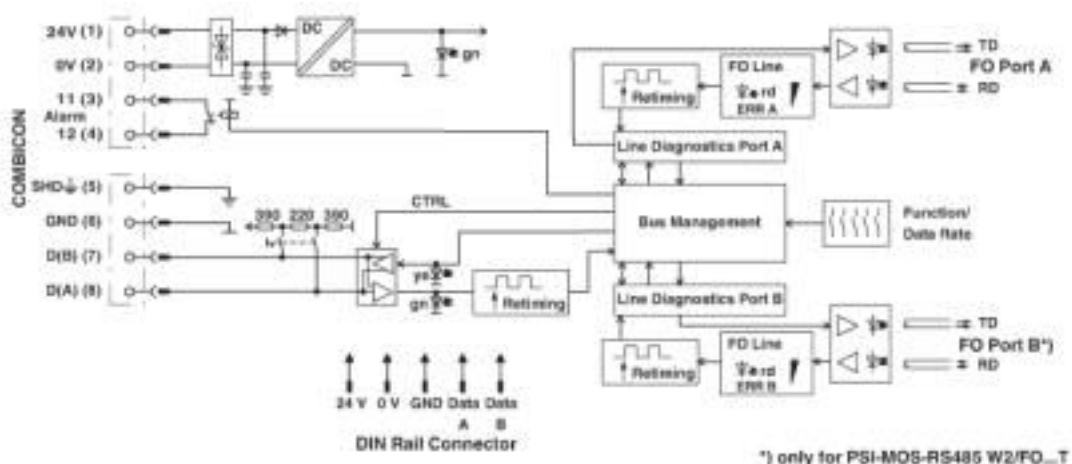 COMBICON
24V (1)
0V (2)
11 (3)
Alarm
12 (4)
SHD (5)
GND (6)
D(B) (7)
D(A) (8)
DC
DC
gn
390 220 390
CTRL
ye
gn
Retiming
Retiming
FO Line
rd
ERR A
TD
FO Port A
RD
Line Diagnostics Port A
Bus Management
Function/
Data Rate
Line Diagnostics Port B
Retiming
FO Line
rd
ERR B
TD
FO Port B*)
RD
24 V 0 V GND Data Data
A B
DIN Rail Connector
*) only for PSI-MOS-RS485 W2/FO...T